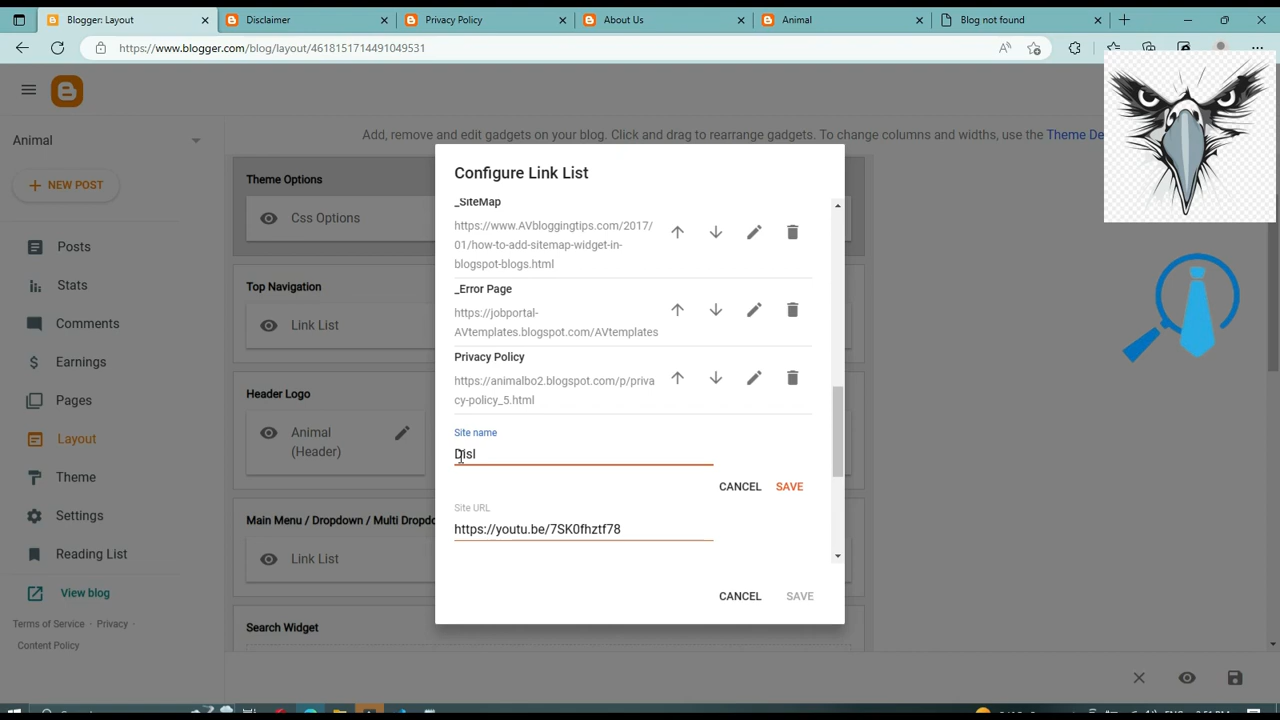 Blogger: Layout
Disclaimer
Privacy Policy
About Us
Animal
Blog not found
https://www.blogger.com/blog/layout/4618151714491049531
Animal
NEW POST
Posts
Stats
Comments
Earnings
Pages
Layout
Theme
Settings
Reading List
View blog
Terms of Service · Privacy ·
Content Policy
Add, remove and edit gadgets on your blog. Click and drag to rearrange gadgets. To change columns and widths, use the Theme De
Theme Options
Css Options
Top Navigation
Link List
Header Logo
Animal
(Header)
Main Menu / Dropdown / Multi Dropdo
Link List
Search Widget
Configure Link List
_SiteMap
https://www.AVbloggingtips.com/2017/
01/how-to-add-sitemap-widget-in-
blogspot-blogs.html
_Error Page
https://jobportal-
AVtemplates.blogspot.com/AVtemplates
Privacy Policy
https://animalbo2.blogspot.com/p/priva
cy-policy_5.html
Site name
Disl
CANCEL SAVE
Site URL
https://youtu.be/7SK0fhztf78
CANCEL SAVE